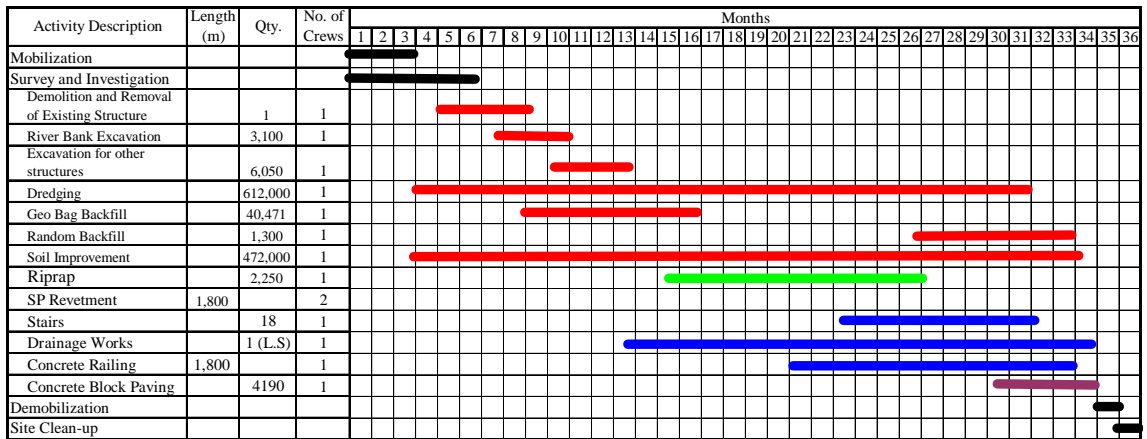 Activity Description Length (m) Qty. No. of Crews Months
1 2 3 4 5 6 7 8 9 10 11 12 13 14 15 16 17 18 19 20 21 22 23 24 25 26 27 28 29 30 31 32 33 34 35 36
Mobilization
Survey and Investigation
Demolition and Removal
of Existing Structure 1 1
River Bank Excavation 3,100 1
Excavation for other
structures 6,050 1
Dredging 612,000 1
Geo Bag Backfill 40,471 1
Random Backfill 1,300 1
Soil Improvement 472,000 1
Riprap 2,250 1
SP Revetment 1,800 2
Stairs 18 1
Drainage Works 1 (L.S) 1
Concrete Railing 1,800 1
Concrete Block Paving 4190 1
Demobilization
Site Clean-up